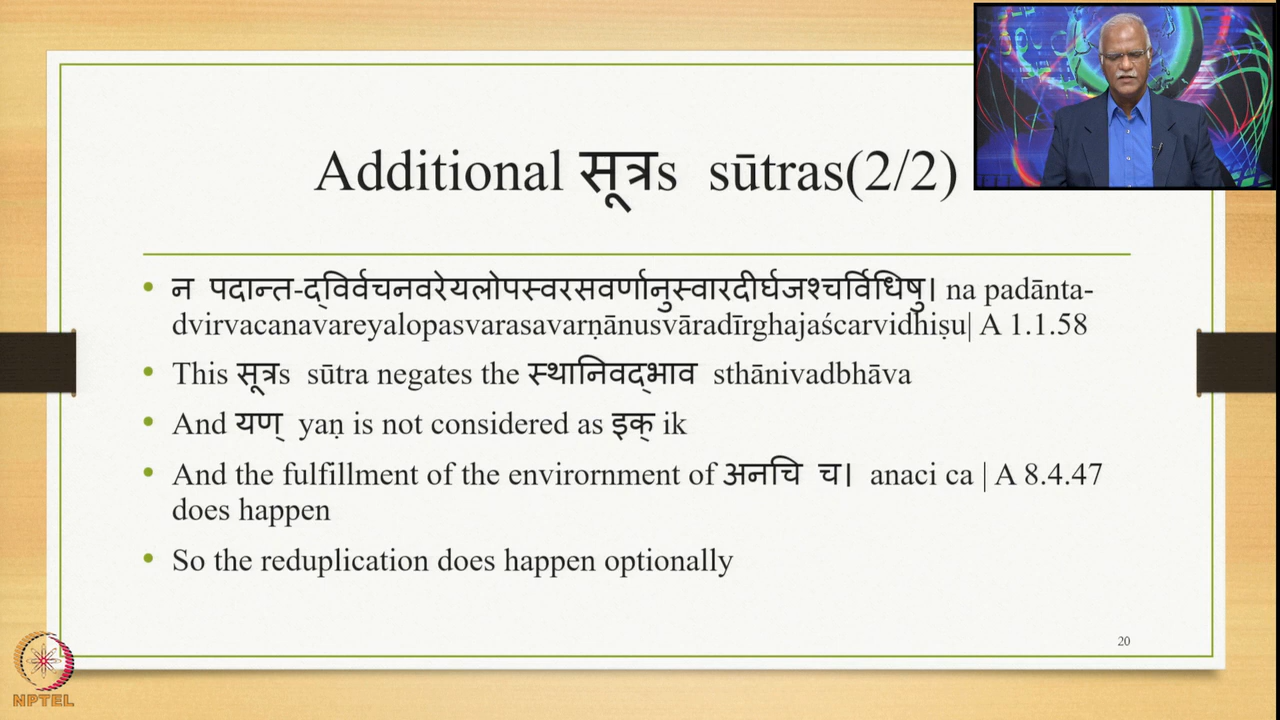 Additional सूत्रs sūtras(2/2)
• न पदान्त-द्विर्वचनवरेयलोपस्वरसवर्णानुस्वारदीर्घजश्चर्विधिषु। na padānta-
dvirvacanavareyalopasvarasavarṇānusvāradīrghajaścarvidhiṣu| A 1.1.58
• This सूत्रs sūtra negates the स्थानिवद्भाव sthānivadbhāva
• And यण् yaṇ is not considered as इक् ik
• And the fulfillment of the envirornment of अनचि च। anaci ca | A 8.4.47
does happen
• So the reduplication does happen optionally
20
NPTEL